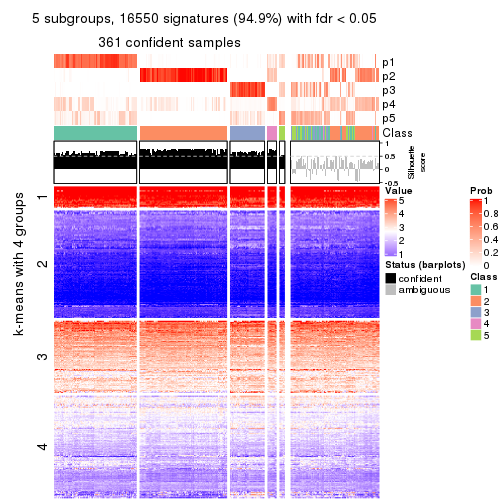 5 subgroups, 16550 signatures (94.9%) with fdr < 0.05
361 confident samples
p1
p2
p3
p4
p5
Class
1
0.5
0
-0.5
Silhouette
score
k-means with 4 groups
1
2
3
4
Value
5
4
3
2
1
Status (barplots)
confident
ambiguous
Prob
1
0.8
0.6
0.4
0.2
0
Class
1
2
3
4
5